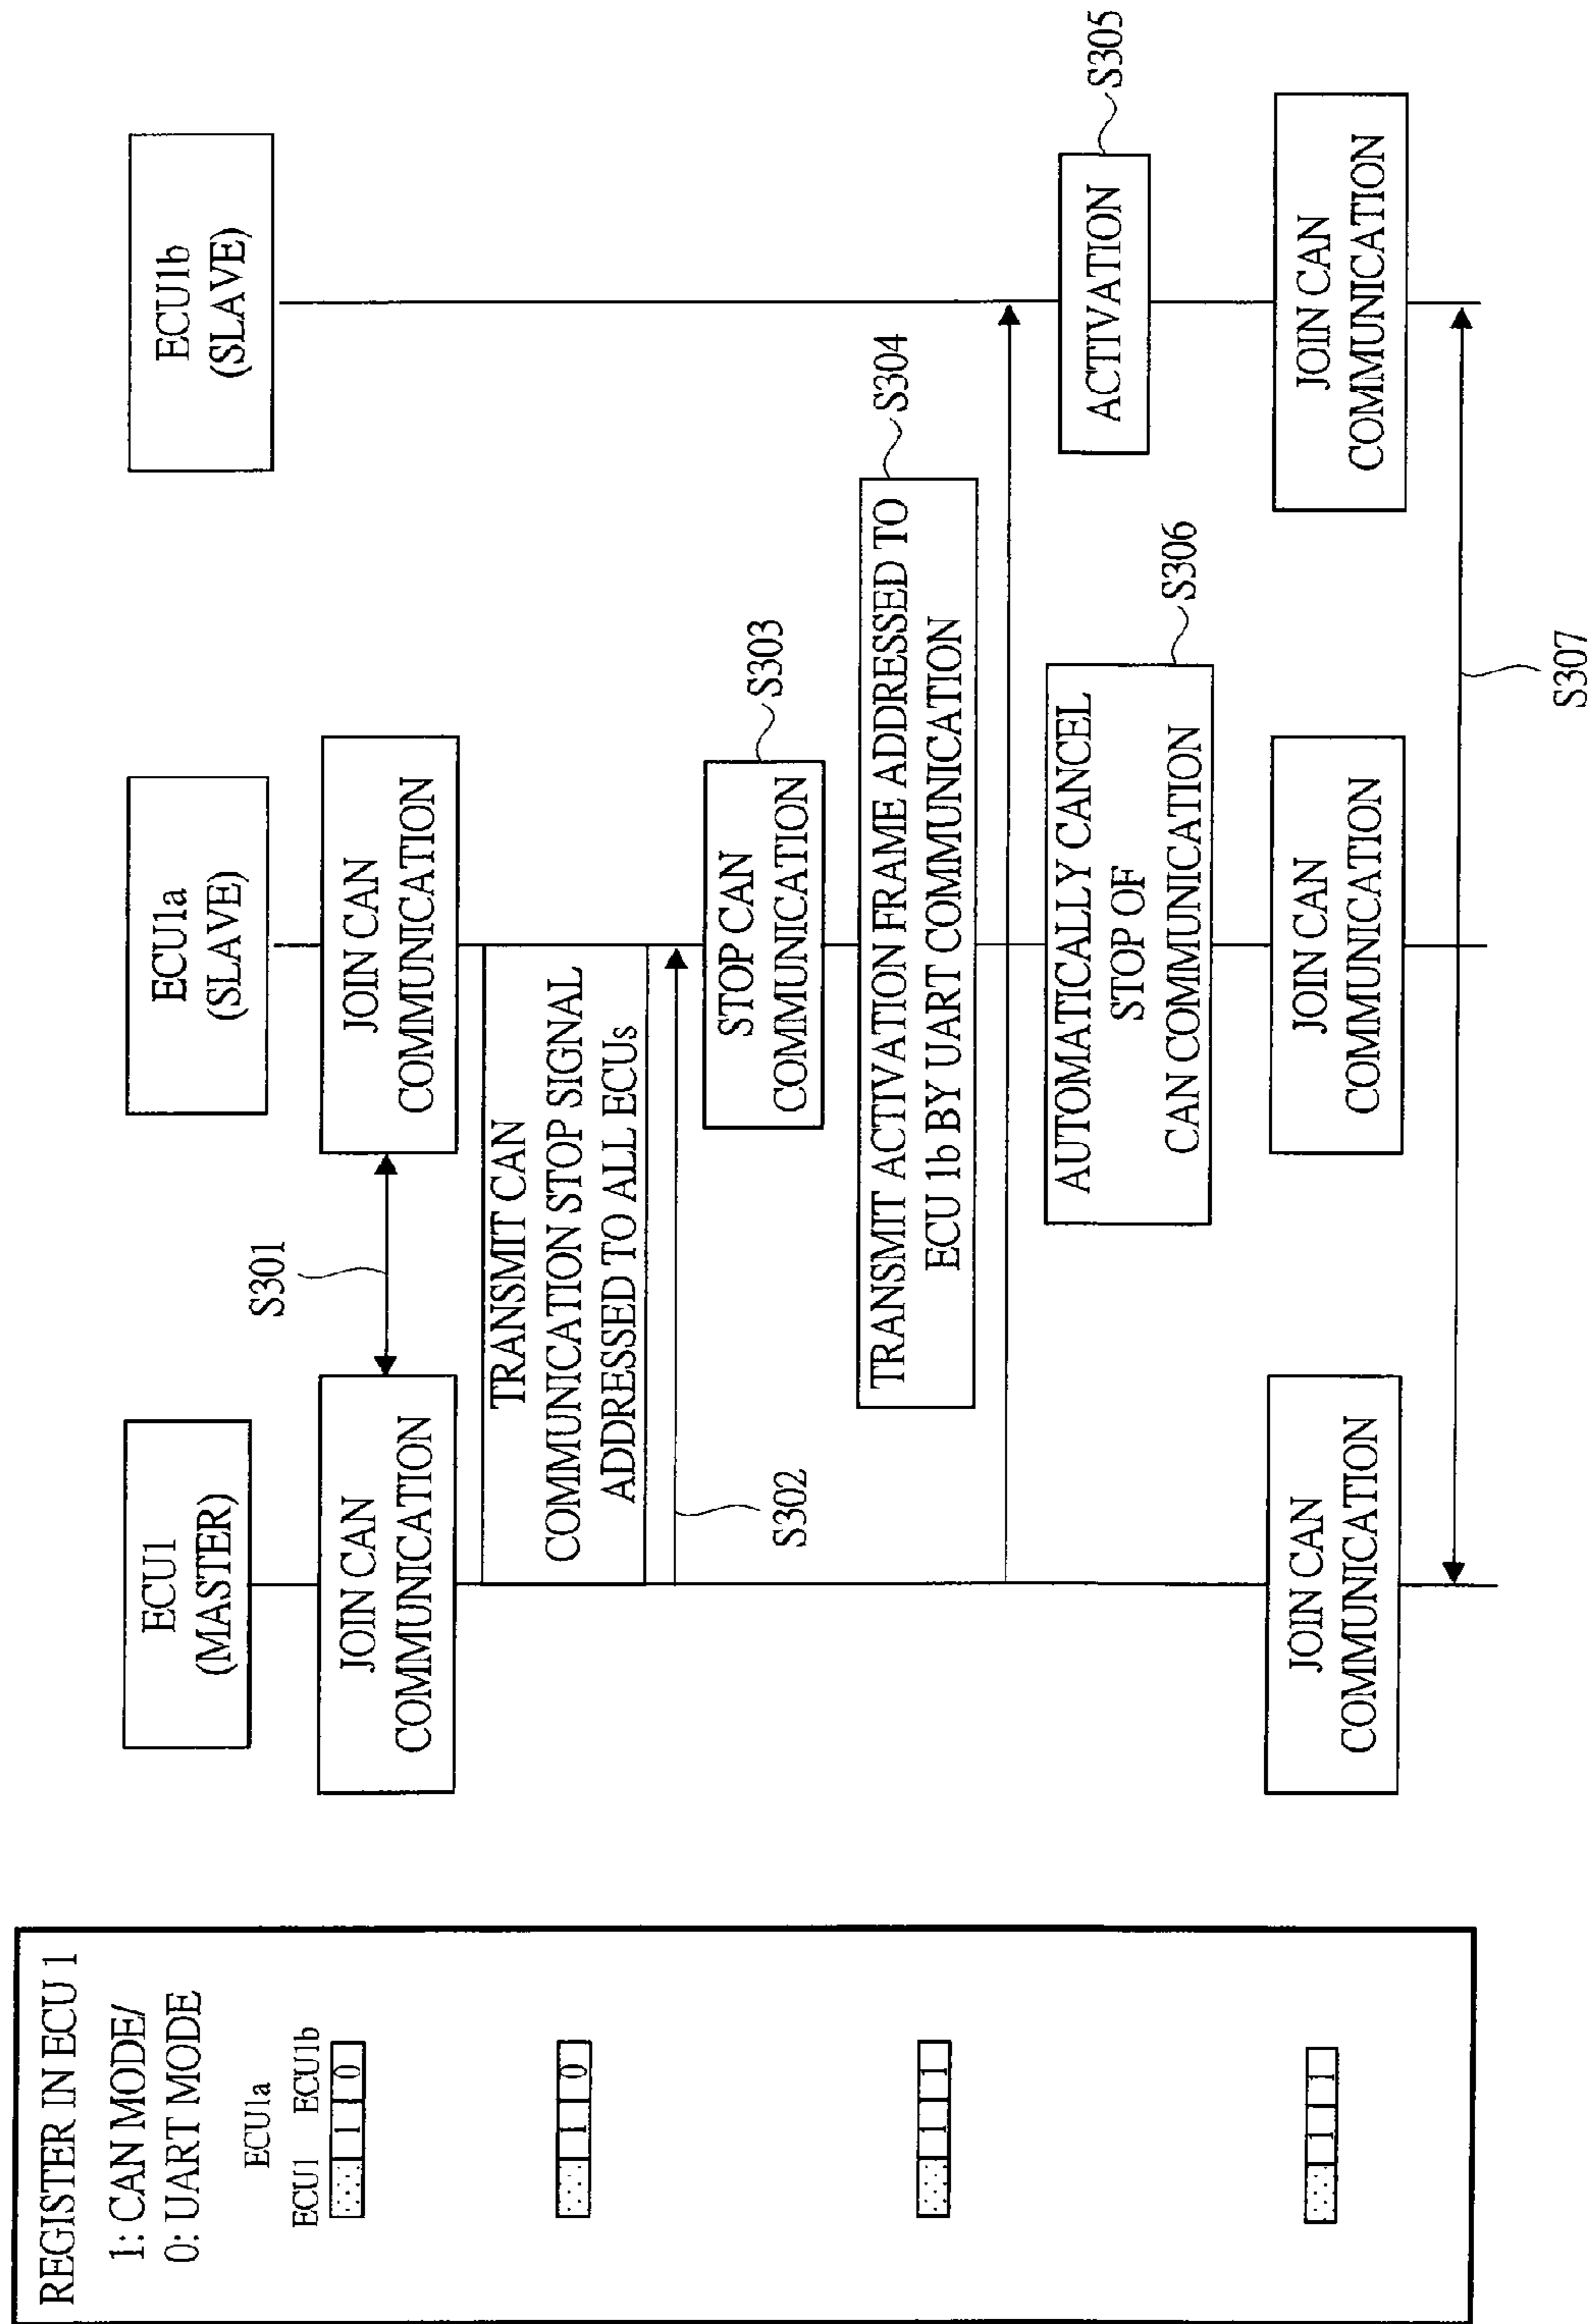 REGISTER IN ECU 1
1: CAN MODE/
0: UART MODE
ECU1a
ECU1 ECU1b
1 0
1 0
1 1
1 1
ECU1
(MASTER)
ECU1a
(SLAVE)
ECU1b
(SLAVE)
JOIN CAN
COMMUNICATION
S301
JOIN CAN
COMMUNICATION
TRANSMIT CAN
COMMUNICATION STOP SIGNAL
ADDRESSED TO ALL ECUs
S302
STOP CAN
COMMUNICATION
S303
TRANSMIT ACTIVATION FRAME ADDRESSED TO
ECU 1b BY UART COMMUNICATION
S304
ACTIVATION
S305
AUTOMATICALLY CANCEL
STOP OF
CAN COMMUNICATION
S306
JOIN CAN
COMMUNICATION
JOIN CAN
COMMUNICATION
JOIN CAN
COMMUNICATION
S307